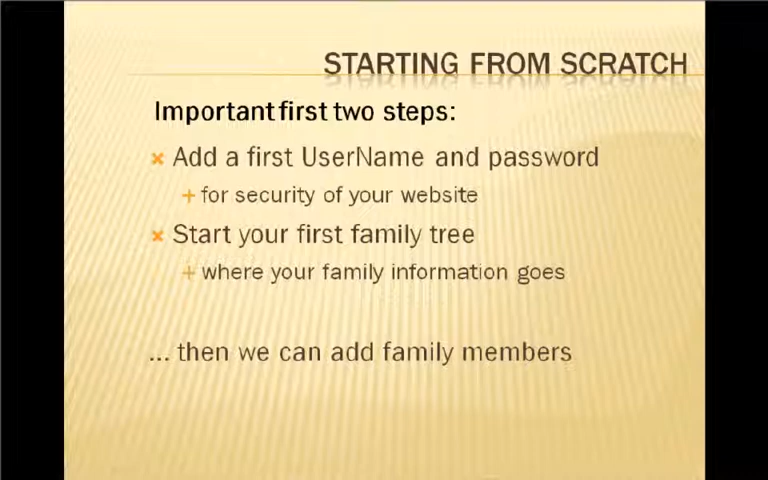 STARTING FROM SCRATCH
Important first two steps:
Add a first UserName and password
+ for security of your website
Start your first family tree
+ where your family information goes
... then we can add family members